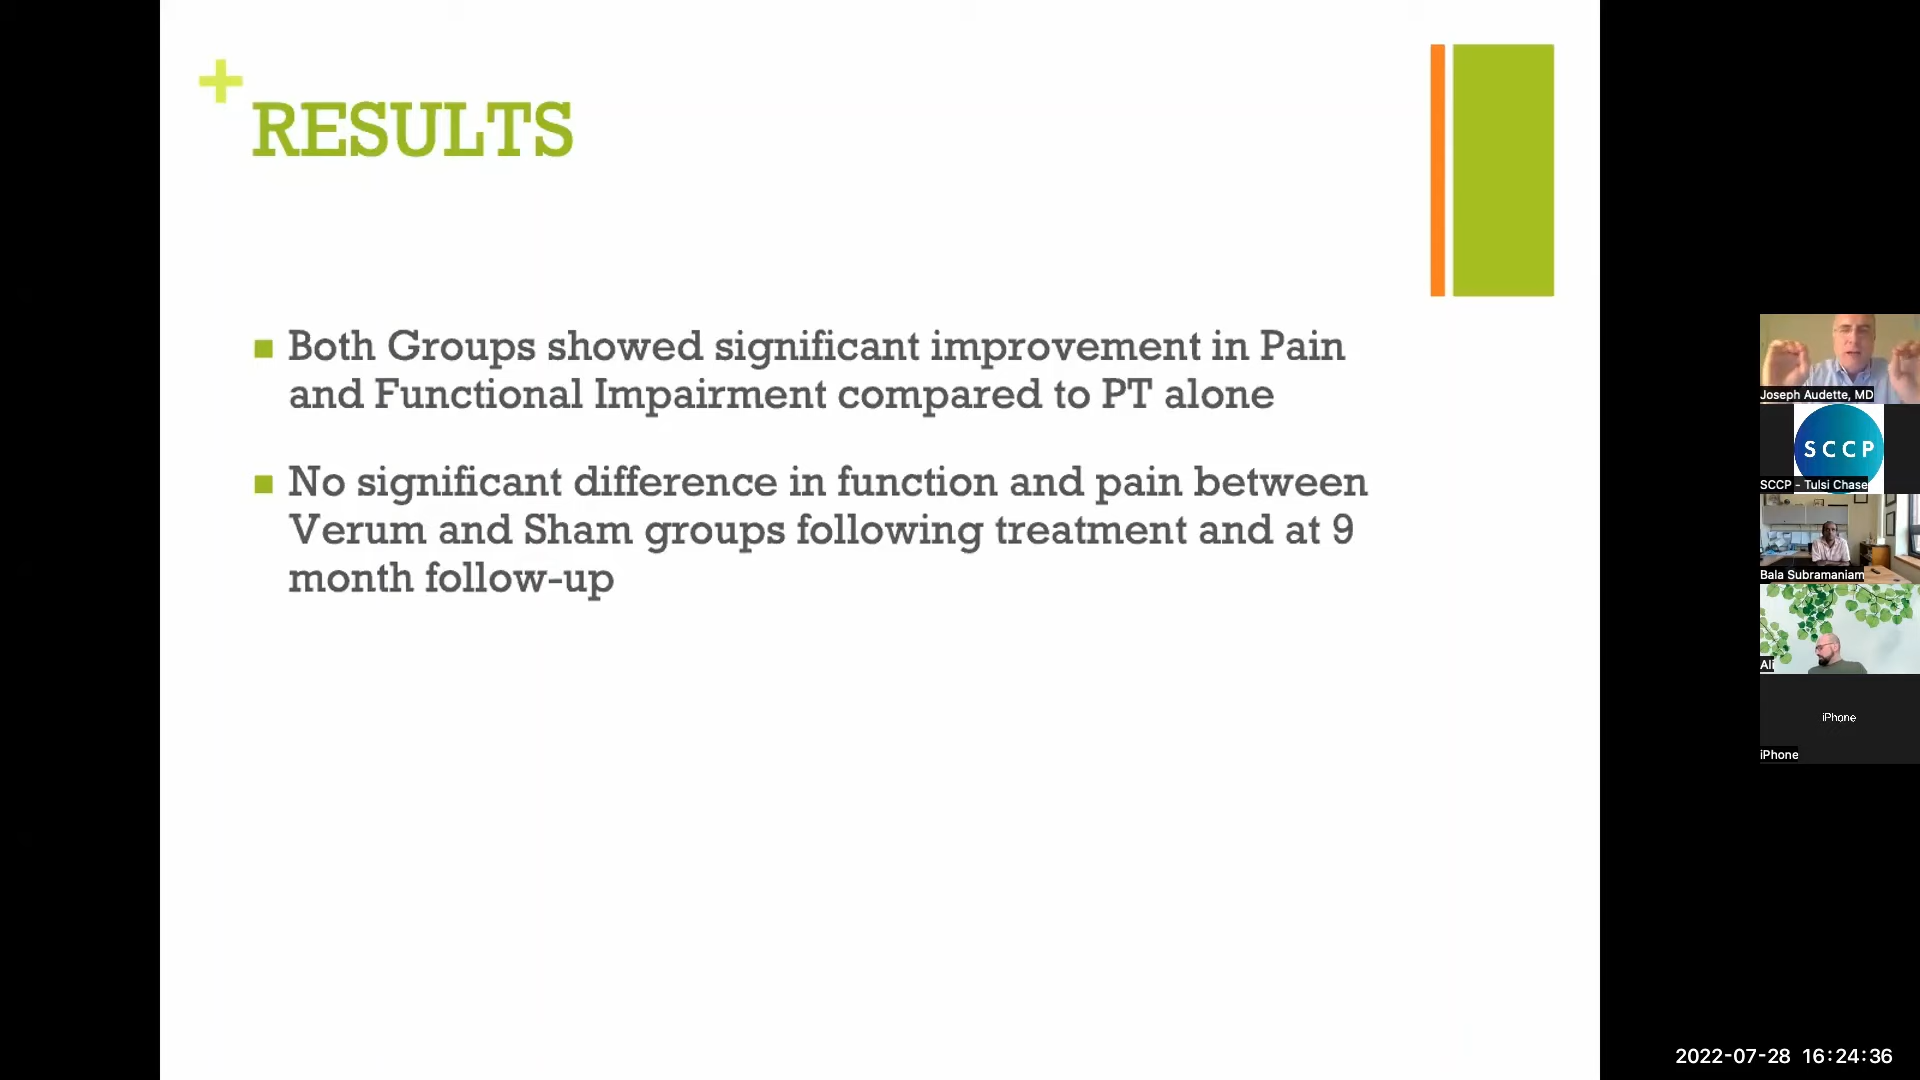 +
RESULTS
Both Groups showed significant improvement in Pain
and Functional Impairment compared to PT alone
No significant difference in function and pain between
Verum and Sham groups following treatment and at 9
month follow-up
Joseph Audette, MD
SCCP
SCCP - Tulsi Chase
Bala Subramaniam
Ali
iPhone
iPhone
2022-07-28 16:24:36